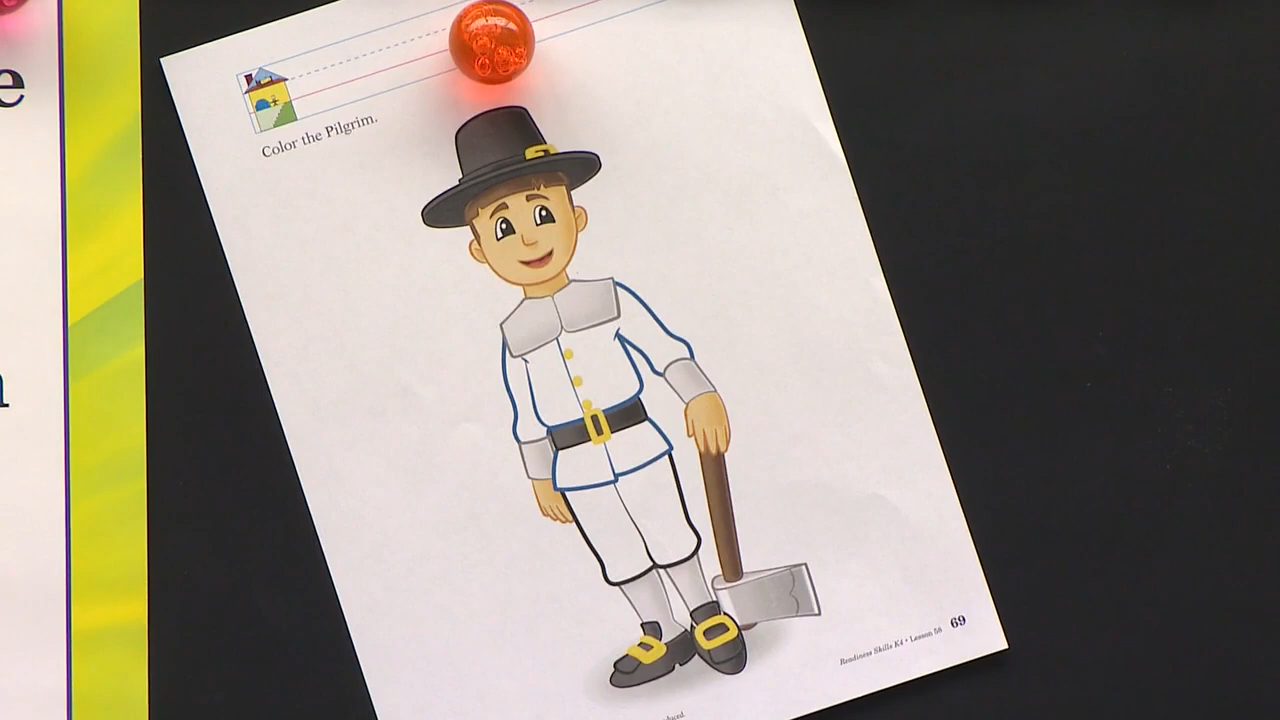 e
Color the Pilgrim.
n
Readiness Skills K4 • Lesson 58 69